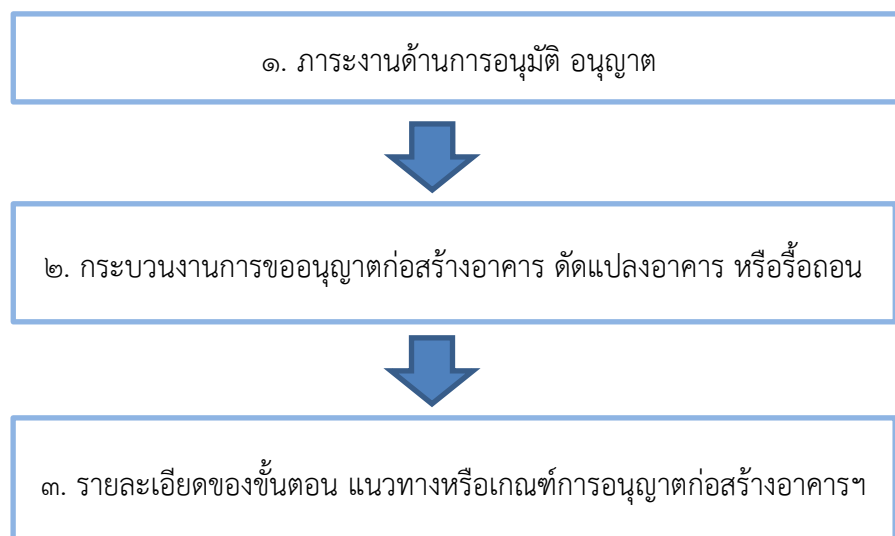 ๑. ภาระงานด้านการอนุมัติ อนุญาต
๒. กระบวนงานการขออนุญาตก่อสร้างอาคาร ดัดแปลงอาคาร หรือรื้อถอน
๓. รายละเอียดของขั้นตอน แนวทางหรือเกณฑ์การอนุญาตก่อสร้างอาคารฯ